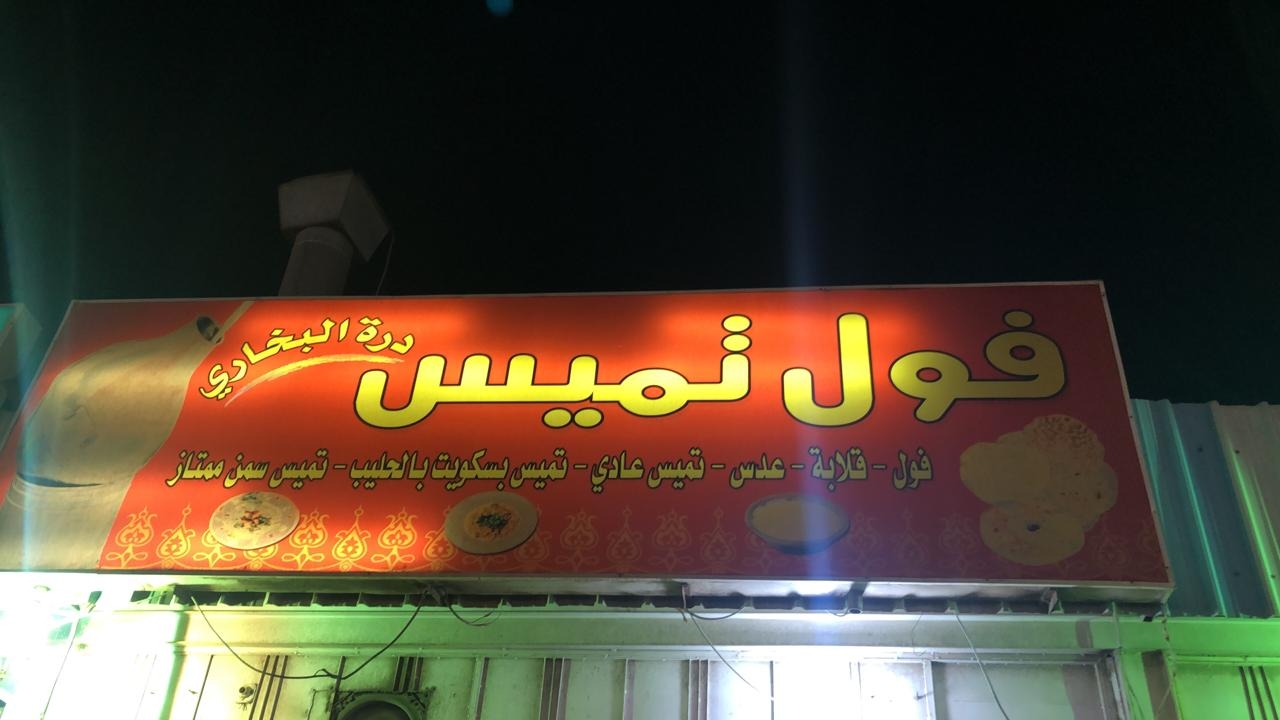 فول تميس
درة البخاري
فول - قلابة - عدس - تميس عادي - تميس بسكويت بالحليب - تميس سمن ممتاز